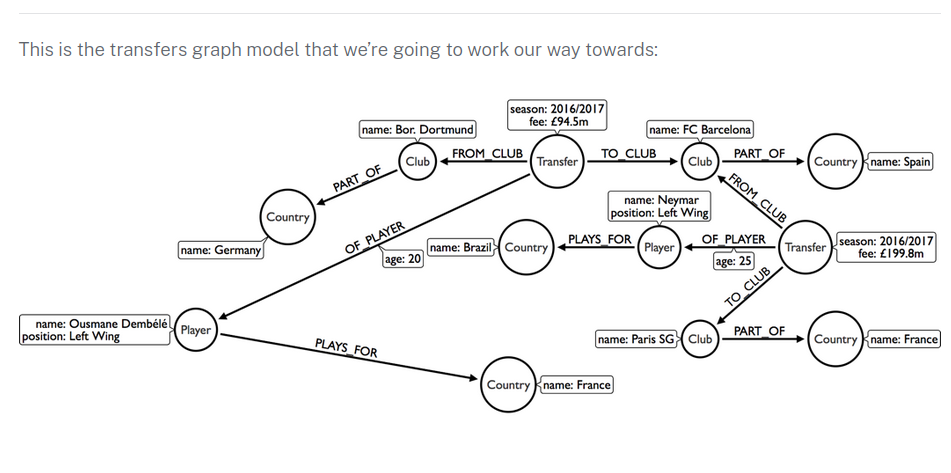 This is the transfers graph model that we're going to work our way towards:
season: 2016/2017
fee: £94.5m
name: Bor. Dortmund
name: FC Barcelona
Club
FROM_CLUB
Transfer
TO_CLUB
Club
PART_OF
Country
name: Spain
PART_OF
FROM_CLUB
Country
name: Germany
name: Neymar
position: Left Wing
OF_PLAYER
age: 20
name: Brazil
Country
PLAYS_FOR
Player
OF_PLAYER
age: 25
Transfer
season: 2016/2017
fee: £199.8m
TO_CLUB
name: Ousmane Dembélé
position: Left Wing
Player
PLAYS_FOR
name: Paris SG
Club
PART_OF
Country
name: France
Country
name: France